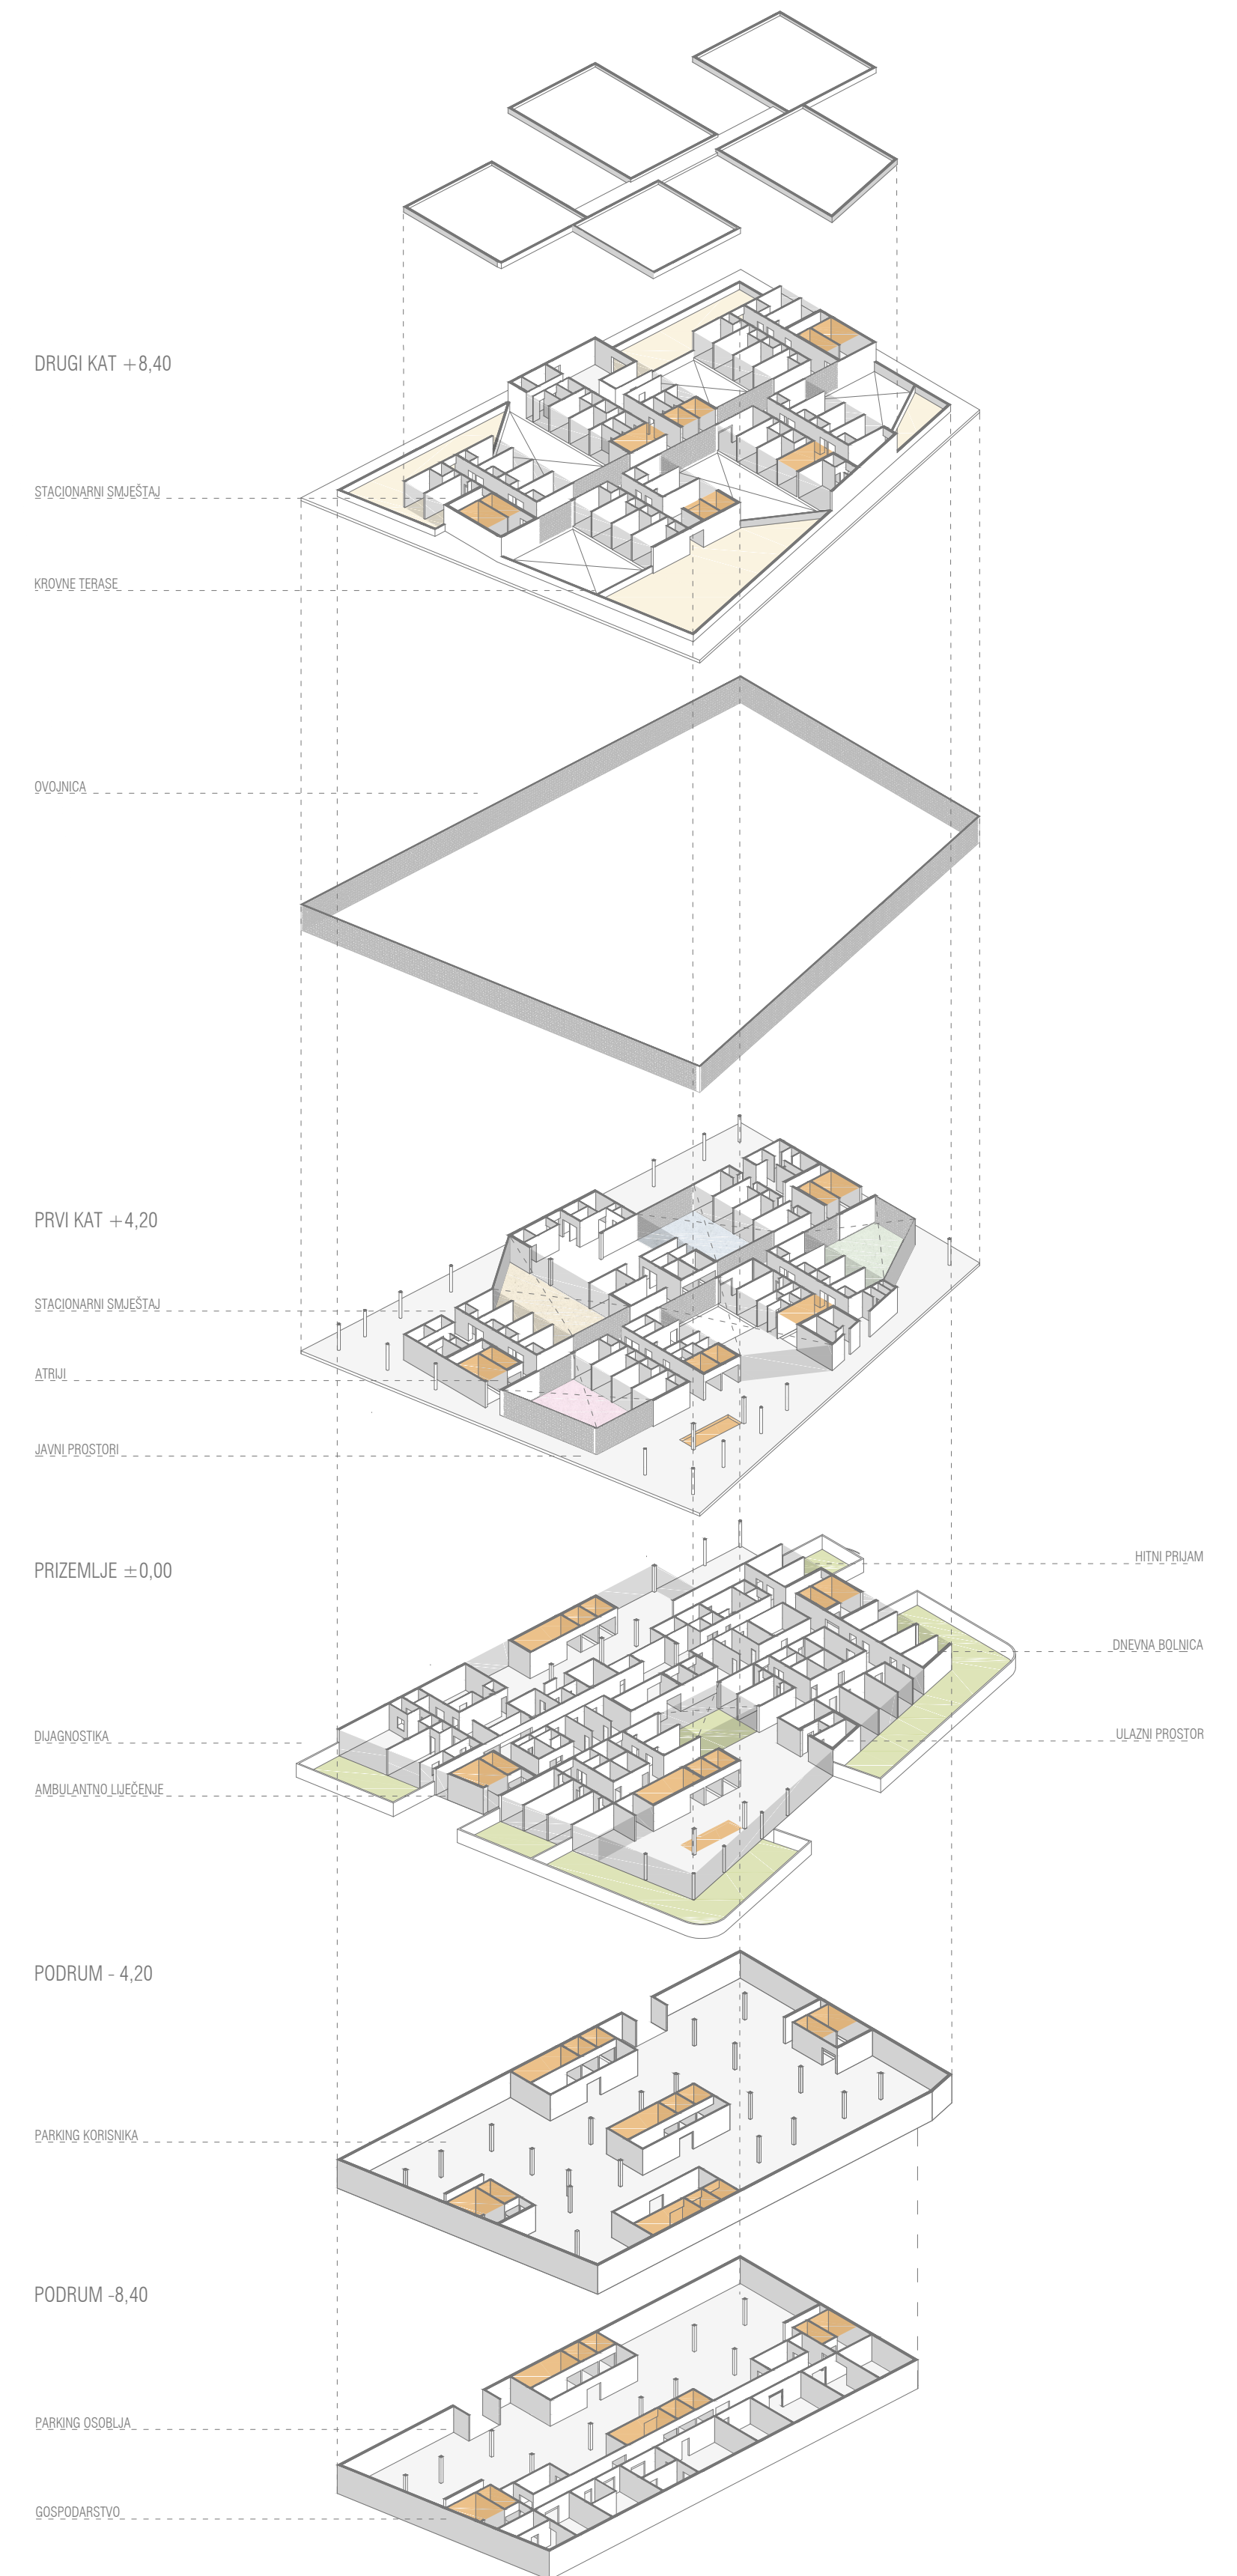 DRUGI KAT +8,40
STACIONARNI SMJEŠTAJ
KROVNE TERASE
OVOJNICA
PRVI KAT +4,20
STACIONARNI SMJEŠTAJ
ATRIJI
JAVNI PROSTORI
PRIZEMLJE ±0,00
HITNI PRIJAM
DNEVNA BOLNICA
ULAZNI PROSTOR
DIJAGNOSTIKA
AMBULANTNO LIJEČENJE
PODRUM - 4,20
PARKING KORISNIKA
PODRUM -8,40
PARKING OSOBLJA
GOSPODARSTVO